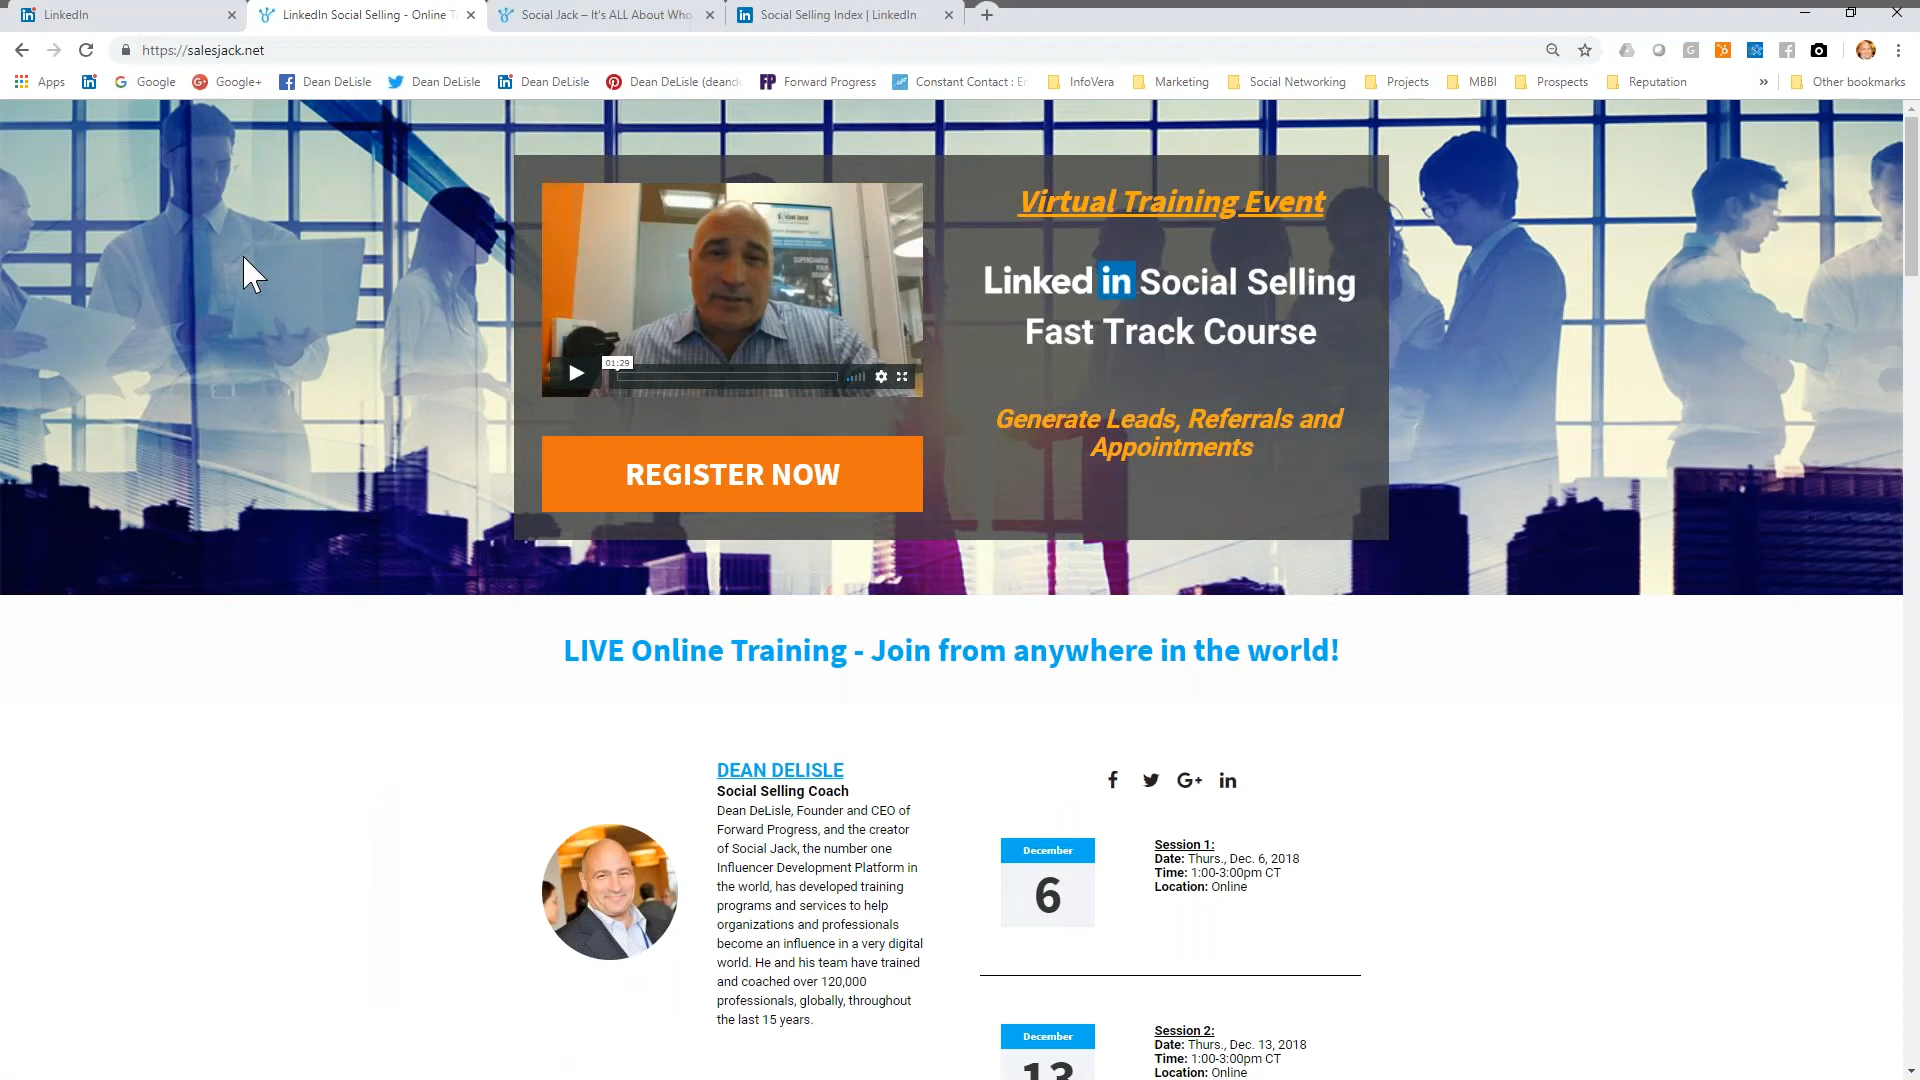 LinkedIn
LinkedIn Social Selling - Online T
Social Jack – It's ALL About Who
Social Selling Index | LinkedIn
https://salesjack.net
Apps
Google
Google+
Dean DeLisle
Dean DeLisle
Dean DeLisle
Dean DeLisle (deande
Forward Progress
Constant Contact : E
InfoVera
Marketing
Social Networking
Projects
MBBI
Prospects
Reputation
»
Other bookmarks
Social Jack
SUPERCHARGE
YOUR
01:29
REGISTER NOW
Virtual Training Event
Linked in Social Selling
Fast Track Course
Generate Leads, Referrals and
Appointments
LIVE Online Training - Join from anywhere in the world!
DEAN DELISLE
Social Selling Coach
Dean DeLisle, Founder and CEO of
Forward Progress, and the creator
of Social Jack, the number one
Influencer Development Platform in
the world, has developed training
programs and services to help
organizations and professionals
become an influence in a very digital
world. He and his team have trained
and coached over 120,000
professionals, globally, throughout
the last 15 years.
December
6
Session 1:
Date: Thurs., Dec. 6, 2018
Time: 1:00-3:00pm CT
Location: Online
December
13
Session 2:
Date: Thurs., Dec. 13, 2018
Time: 1:00-3:00pm CT
Location: Online